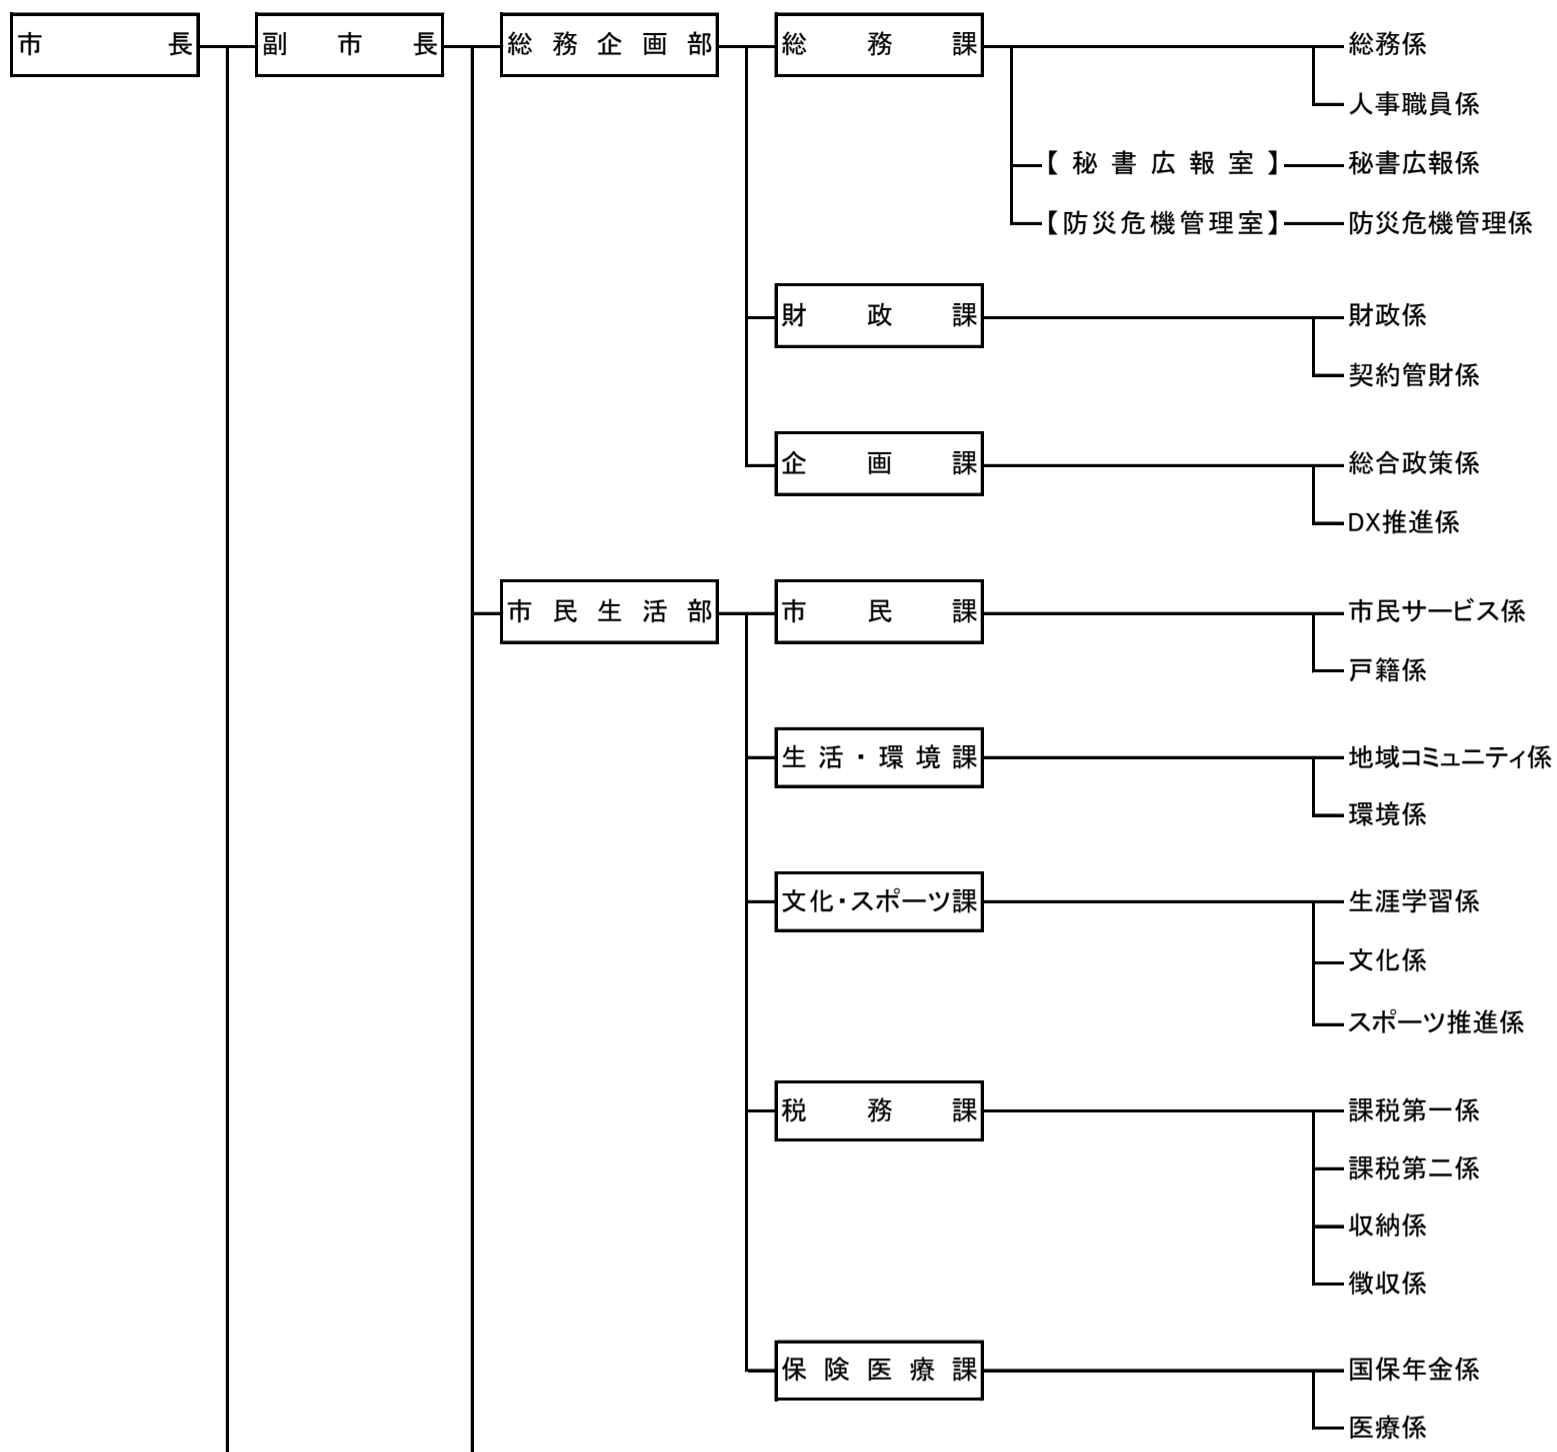 市長 副市長 総務企画部 総務課 総務係
人事職員係
【秘書広報室】 秘書広報係
【防災危機管理室】 防災危機管理係
財政課 財政係
契約管財係
企画課 総合政策係
DX推進係
市民生活部 市民課 市民サービス係
戸籍係
生活・環境課 地域コミュニティ係
環境係
文化・スポーツ課 生涯学習係
文化係
スポーツ推進係
税務課 課税第一係
課税第二係
収納係
徴収係
保険医療課 国保年金係
医療係